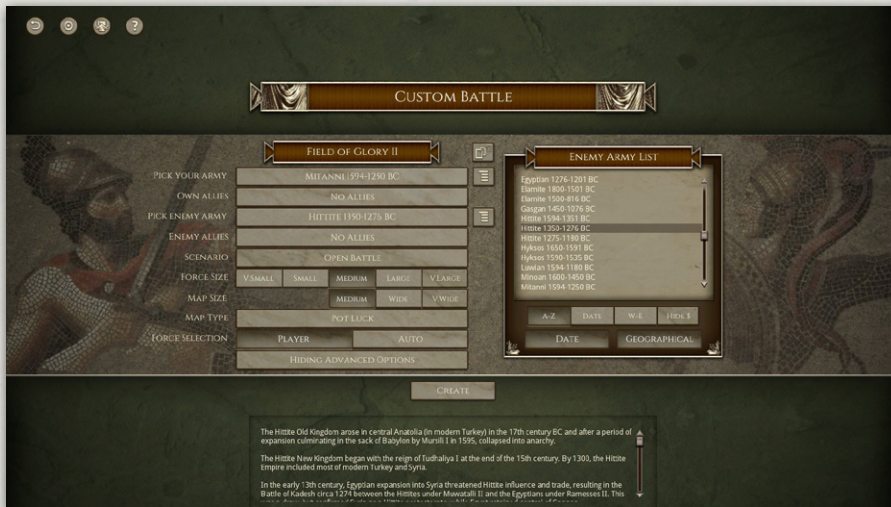 ?
CUSTOM BATTLE
FIELD OF GLORY II
PICK YOUR ARMY MITANNI 1594-1250 BC
OWN ALLIES NO ALLIES
PICK ENEMY ARMY HITTITE 1350-1276 BC
ENEMY ALLIES NO ALLIES
SCENARIO OPEN BATTLE
FORCE SIZE V.SMALL SMALL MEDIUM LARGE V.LARGE
MAP SIZE MEDIUM WIDE V.WIDE
MAP TYPE POT LUCK
FORCE SELECTION PLAYER AUTO
HIDING ADVANCED OPTIONS
ENEMY ARMY LIST
Egyptian 1276-1201 BC
Elamite 1800-1501 BC
Elamite 1500-816 BC
Gasgan 1450-1076 BC
Hittite 1594-1351 BC
Hittite 1350-1276 BC
Hittite 1275-1180 BC
Hyksos 1650-1591 BC
Hyksos 1590-1535 BC
Luwian 1594-1180 BC
Minoan 1600-1450 BC
Mitanni 1594-1250 BC
A-Z DATE W-E HIDE $
DATE GEOGRAPHICAL
CREATE
The Hittite Old Kingdom arose in central Anatolia (in modern Turkey) in the 17th century BC and after a period of
expansion culminating in the sack of Babylon by Mursili I in 1595, collapsed into anarchy.
The Hittite New Kingdom began with the reign of Tudhaliya I at the end of the 15th century. By 1300, the Hittite
Empire included most of modern Turkey and Syria.
In the early 13th century, Egyptian expansion into Syria threatened Hittite influence and trade, resulting in the
Battle of Kadesh circa 1274 between the Hittites under Muwatalli II and the Egyptians under Ramesses II. This